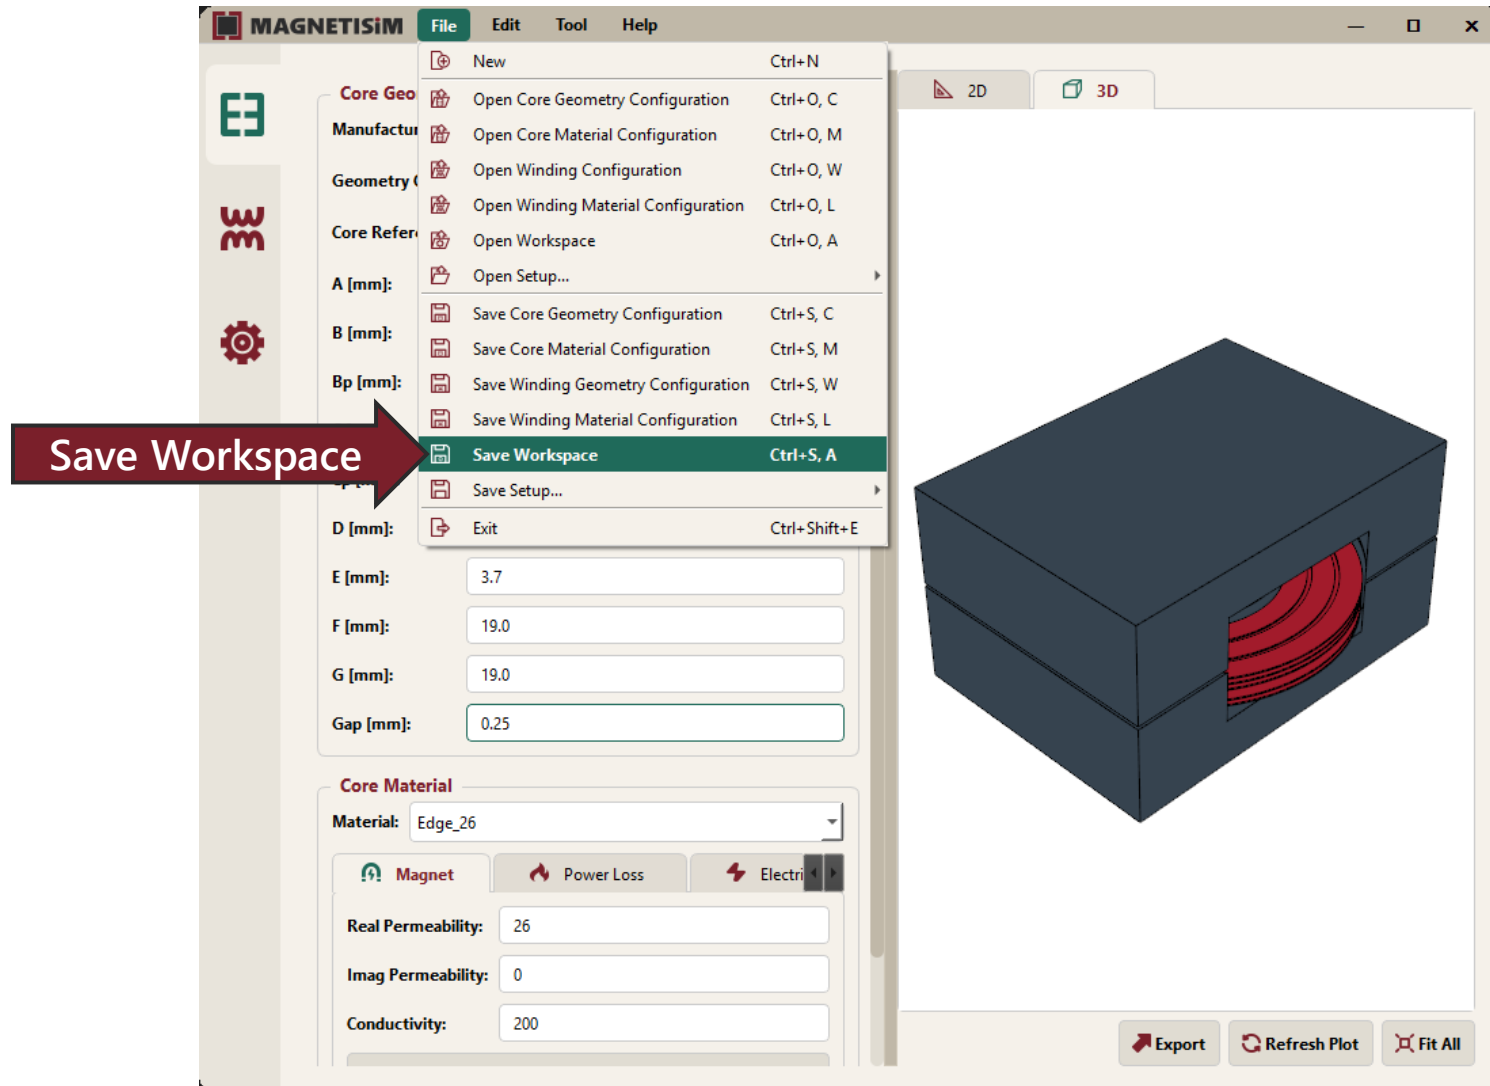 MAGNETISiM File Edit Tool Help
New Ctrl+N
Open Core Geometry Configuration Ctrl+O, C
Open Core Material Configuration Ctrl+O, M
Open Winding Configuration Ctrl+O, W
Open Winding Material Configuration Ctrl+O, L
Open Workspace Ctrl+O, A
Open Setup...
Save Core Geometry Configuration Ctrl+S, C
Save Core Material Configuration Ctrl+S, M
Save Winding Geometry Configuration Ctrl+S, W
Save Winding Material Configuration Ctrl+S, L
Save Workspace Ctrl+S, A
Save Setup...
Exit Ctrl+Shift+E
Save Workspace
Core Geo
Manufactur
Geometry
Core Refer
A [mm]:
B [mm]:
Bp [mm]:
D [mm]:
E [mm]: 3.7
F [mm]: 19.0
G [mm]: 19.0
Gap [mm]: 0.25
Core Material
Material: Edge_26
Magnet Power Loss Electri
Real Permeability: 26
Imag Permeability: 0
Conductivity: 200
2D 3D
Export Refresh Plot Fit All